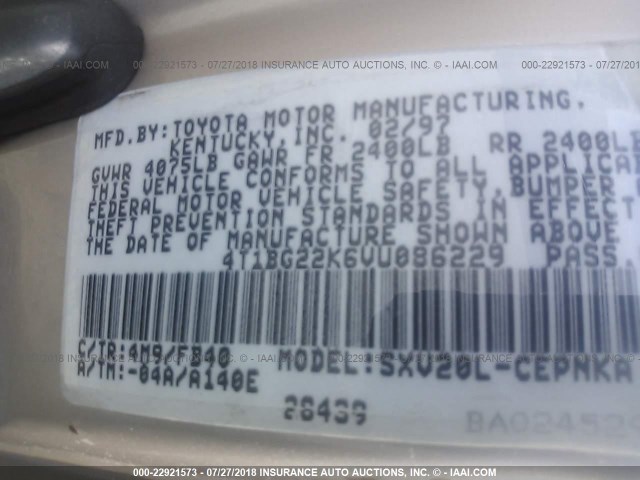 000-22921573 - 07/27/2018 INSURANCE AUTO AUCTIONS, INC. - IAAI.COM
MFD.BY:TOYOTA MOTOR MANUFACTURING,
KENTUCKY,INC. 02/97
GVWR 4075LB GAWR FR 2400LB RR 2400LB
THIS VEHICLE CONFORMS TO ALL
FEDERAL MOTOR VEHICLE SAFETY,BUMPER,
THEFT PREVENTION STANDARDS IN EFFECT
THE DATE OF MANUFACTURE SHOWN ABOVE.
4T1BG22K6VU086229 PASS.
C/TR:4M9/FB40 MODEL:SXV20L-CEPNKA
A/TM:-04A/A140E
28439
000-22921573 - 07/27/2018 INSURANCE AUTO AUCTIONS, INC. - IAAI.COM